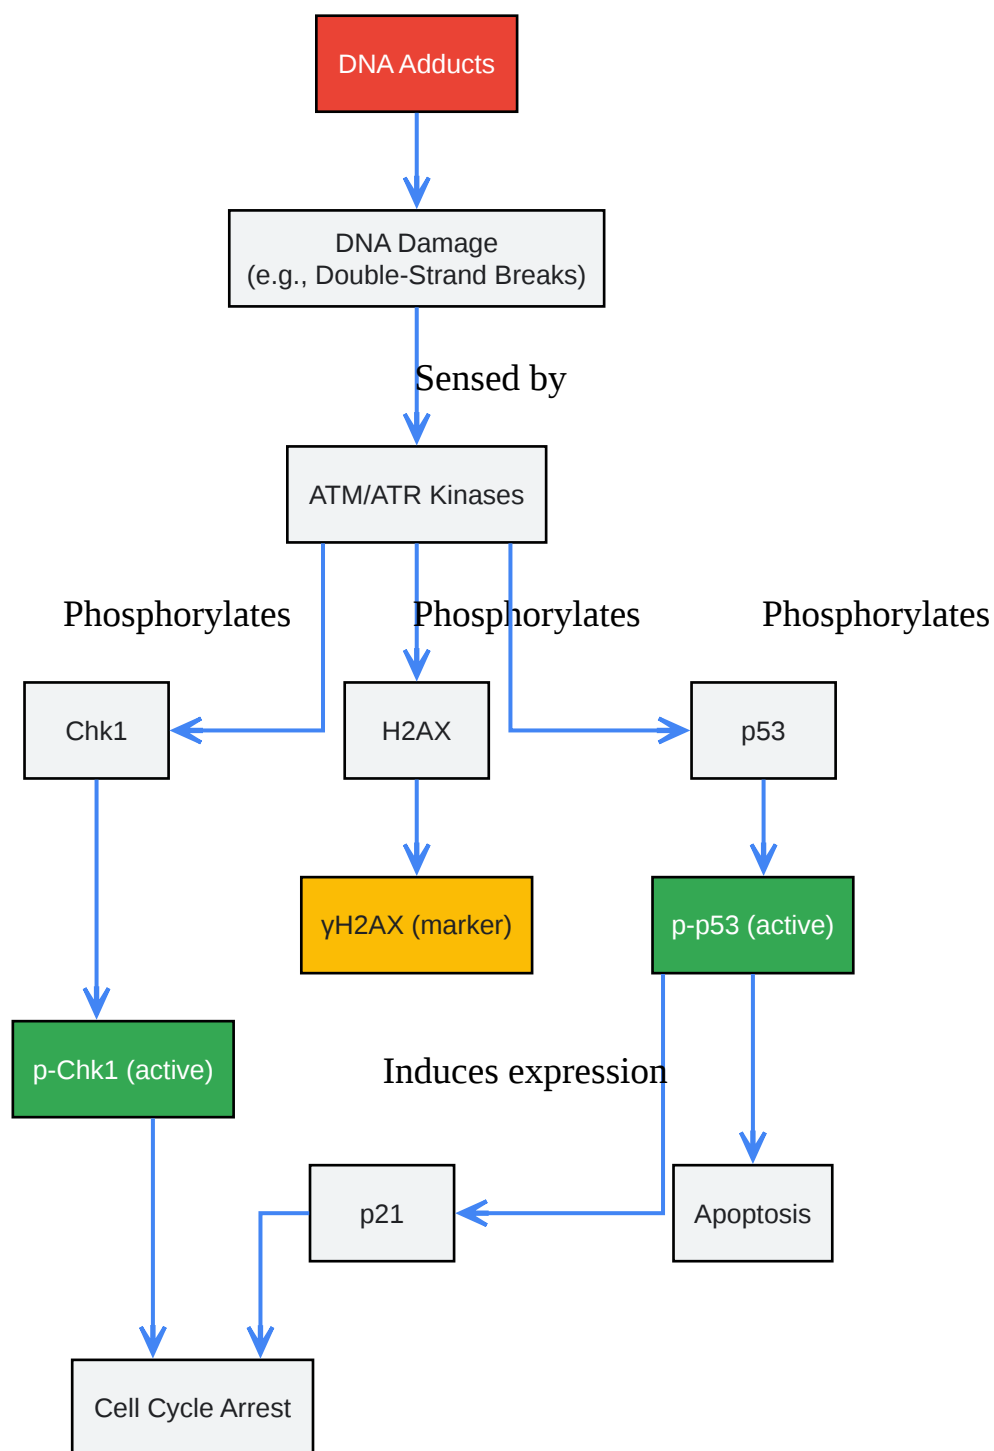 DNA Adducts
DNA Damage
(e.g., Double-Strand Breaks)
Sensed by
ATM/ATR Kinases
Phosphorylates
Phosphorylates
Phosphorylates
Chk1
H2AX
p53
γH2AX (marker)
p-p53 (active)
p-Chk1 (active)
Induces expression
p21
Apoptosis
Cell Cycle Arrest